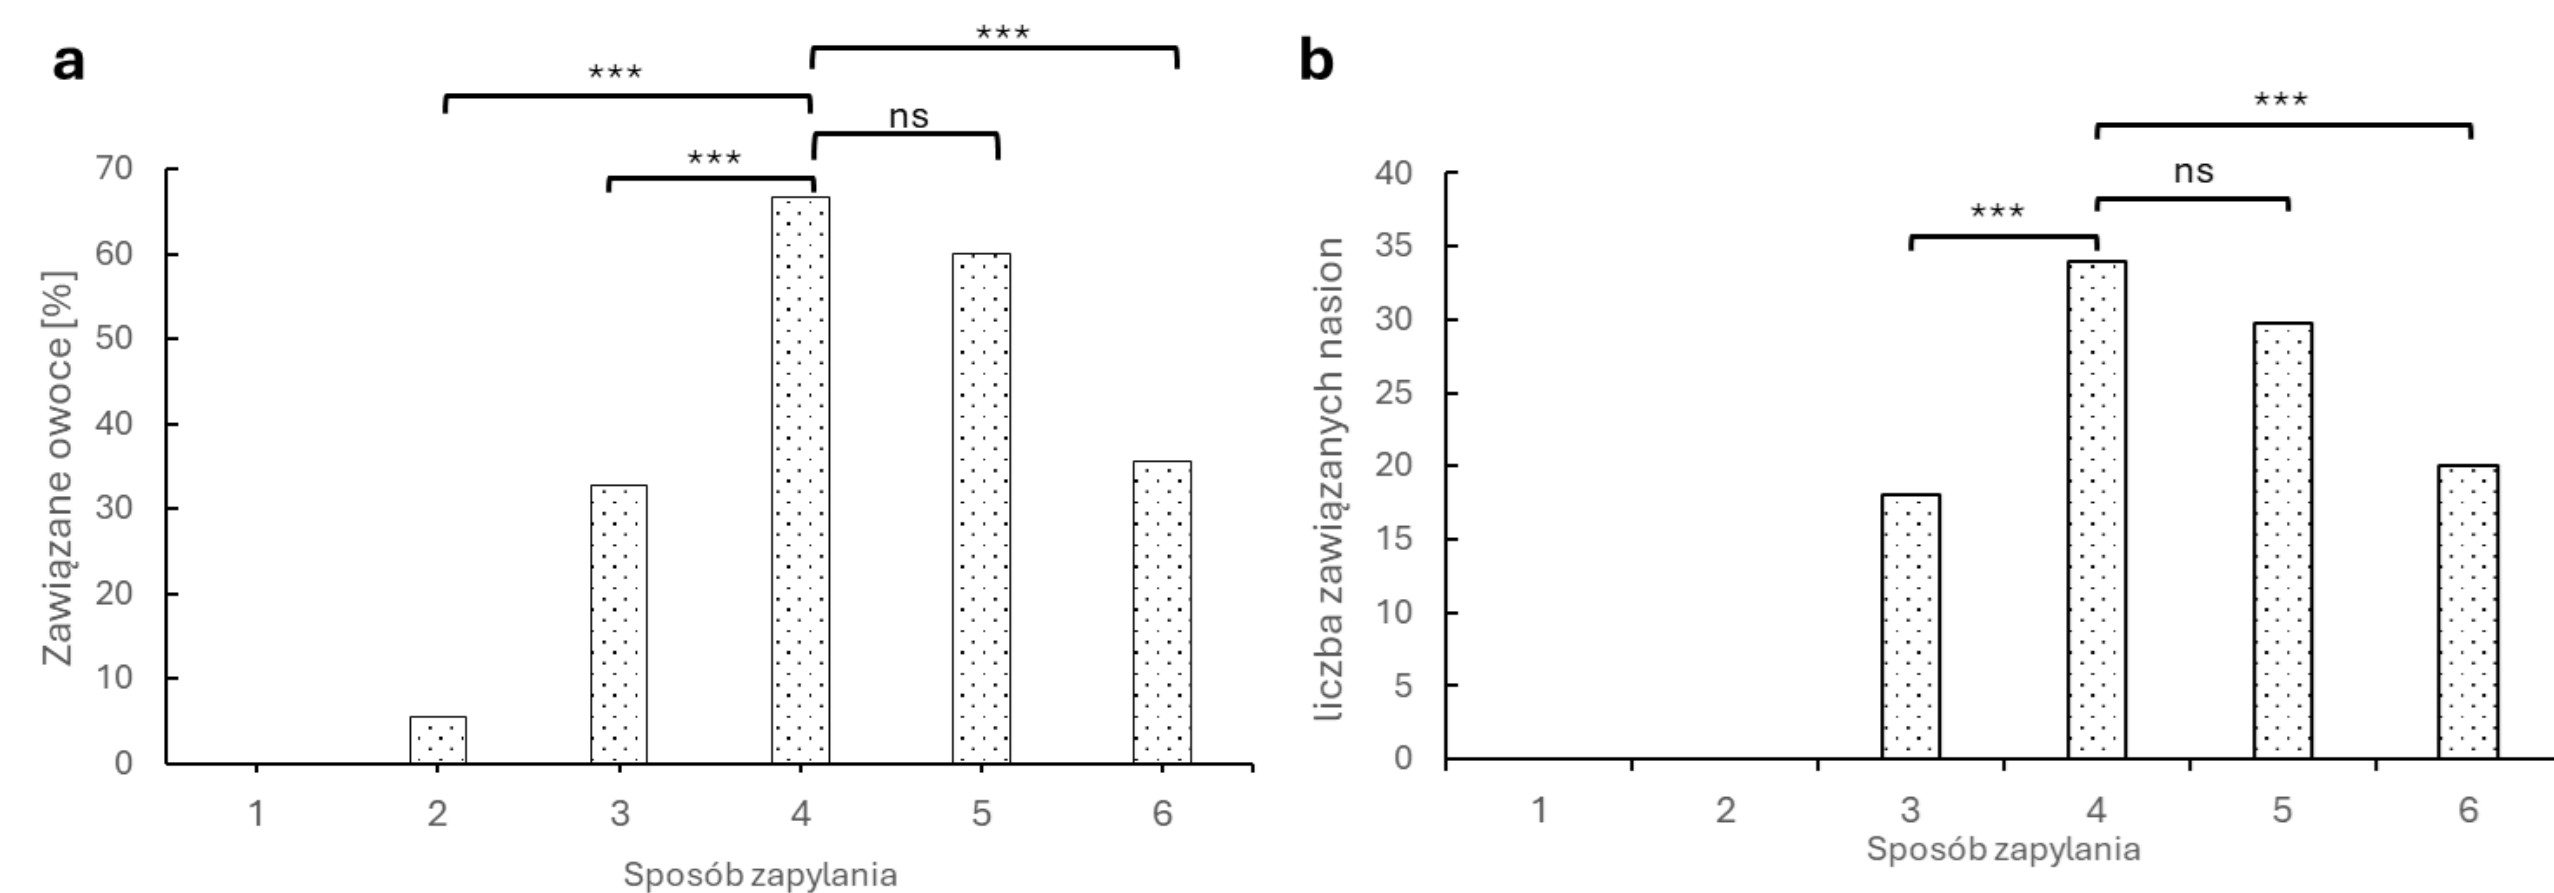 a
***
***
ns
***
70
60
50
40
30
20
10
0
Zawiązane owoce [%]
1 2 3 4 5 6
Sposób zapylania
b
***
ns
***
40
35
30
25
20
15
10
5
0
liczba zawiązanych nasion
1 2 3 4 5 6
Sposób zapylania